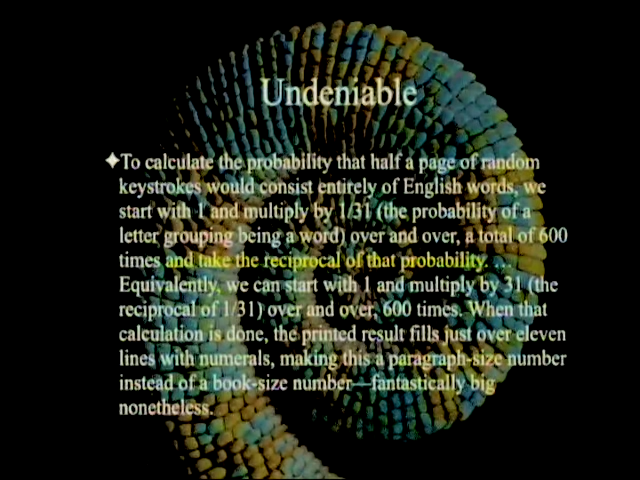 Undeniable
✦To calculate the probability that half a page of random
keystrokes would consist entirely of English words, we
start with 1 and multiply by 1/31 (the probability of a
letter grouping being a word) over and over, a total of 600
times and take the reciprocal of that probability. …
Equivalently, we can start with 1 and multiply by 31 (the
reciprocal of 1/31) over and over, 600 times. When that
calculation is done, the printed result fills just over eleven
lines with numerals, making this a paragraph-size number
instead of a book-size number—fantastically big
nonetheless.